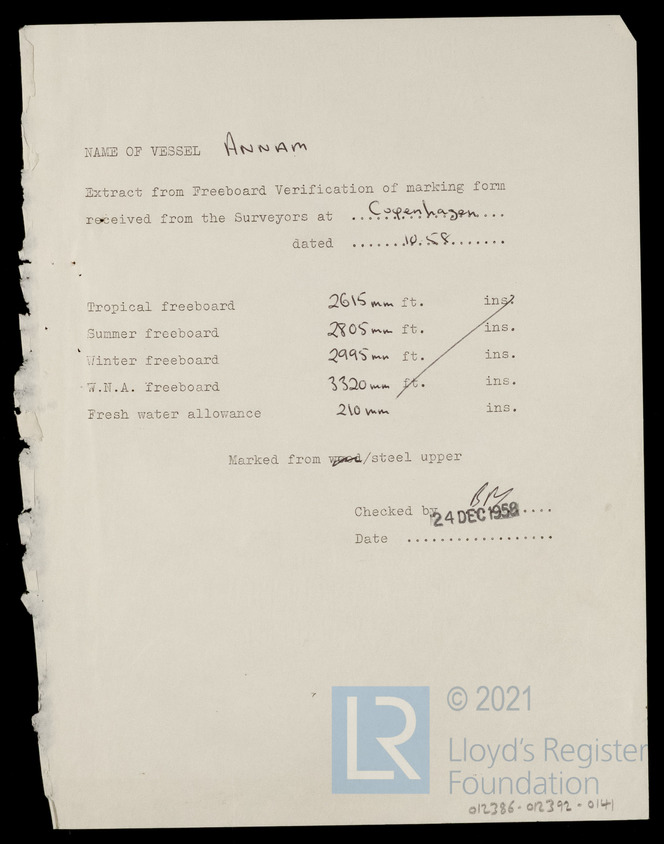 NAME OF VESSEL ANNAM
Extract from Freeboard Verification of marking form
received from the Surveyors at ...Copenhagen...
dated .......10.58.......
Tropical freeboard 2615 mm ft. ins.
Summer freeboard 2805 mm ft. ins.
Winter freeboard 2995 mm ft. ins.
W.N.A. freeboard 3320 mm ft. ins.
Fresh water allowance 210 mm ins.
Marked from wood/steel upper
Checked by ....
24 DEC 1958
Date ..................
LR
© 2021
Lloyd's Register
Foundation
012386-012392-0141